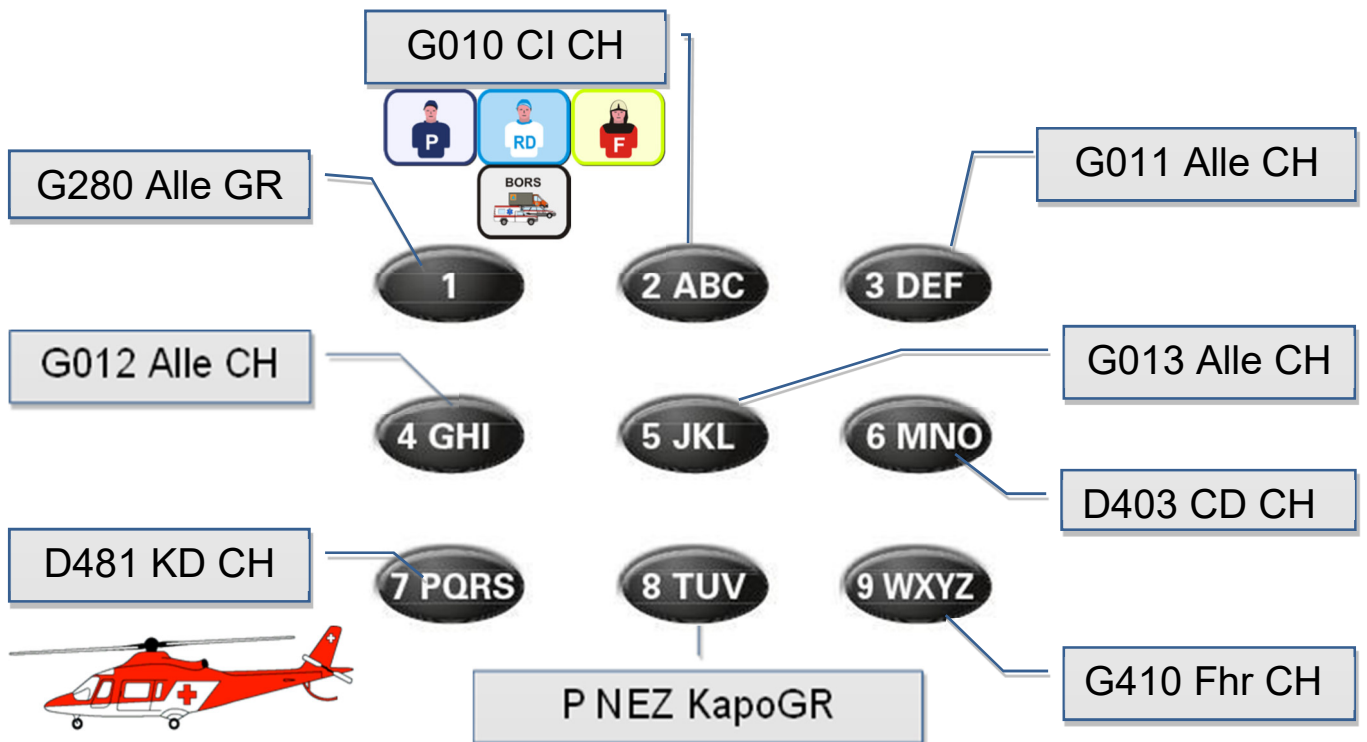 G010 CI CH
P
RD
F
BORS
G280 Alle GR
G011 Alle CH
1
2 ABC
3 DEF
G012 Alle CH
G013 Alle CH
4 GHI
5 JKL
6 MNO
D403 CD CH
D481 KD CH
7 PQRS
8 TUV
9 WXYZ
G410 Fhr CH
P NEZ KapoGR